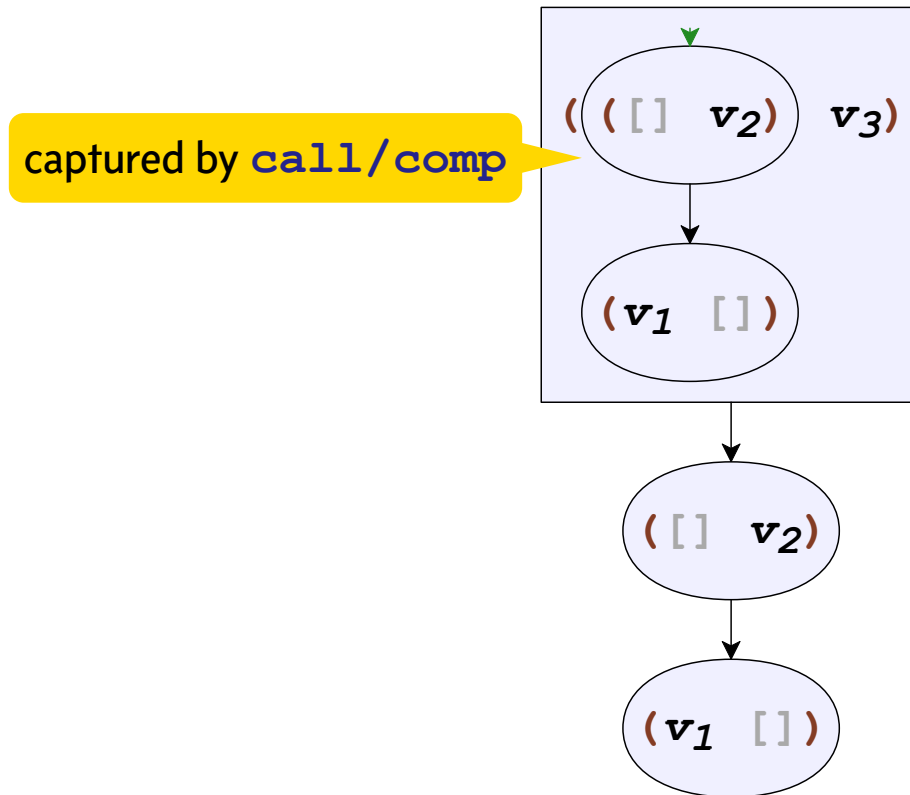 ( ([] v2) v3)
captured by call/comp
(v1 [])
([] v2)
(v1 [])